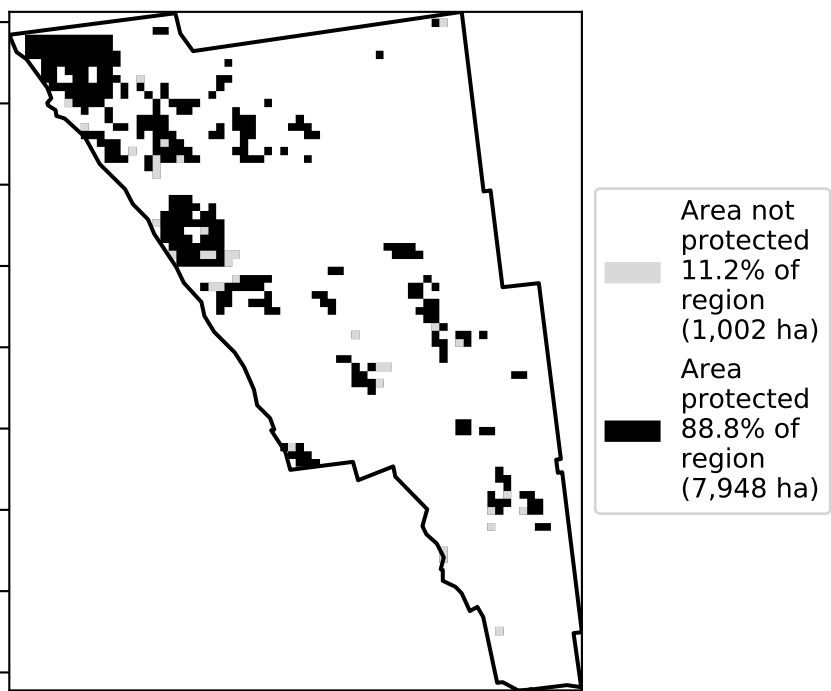 Area not
protected
11.2% of
region
(1,002 ha)
Area
protected
88.8% of
region
(7,948 ha)